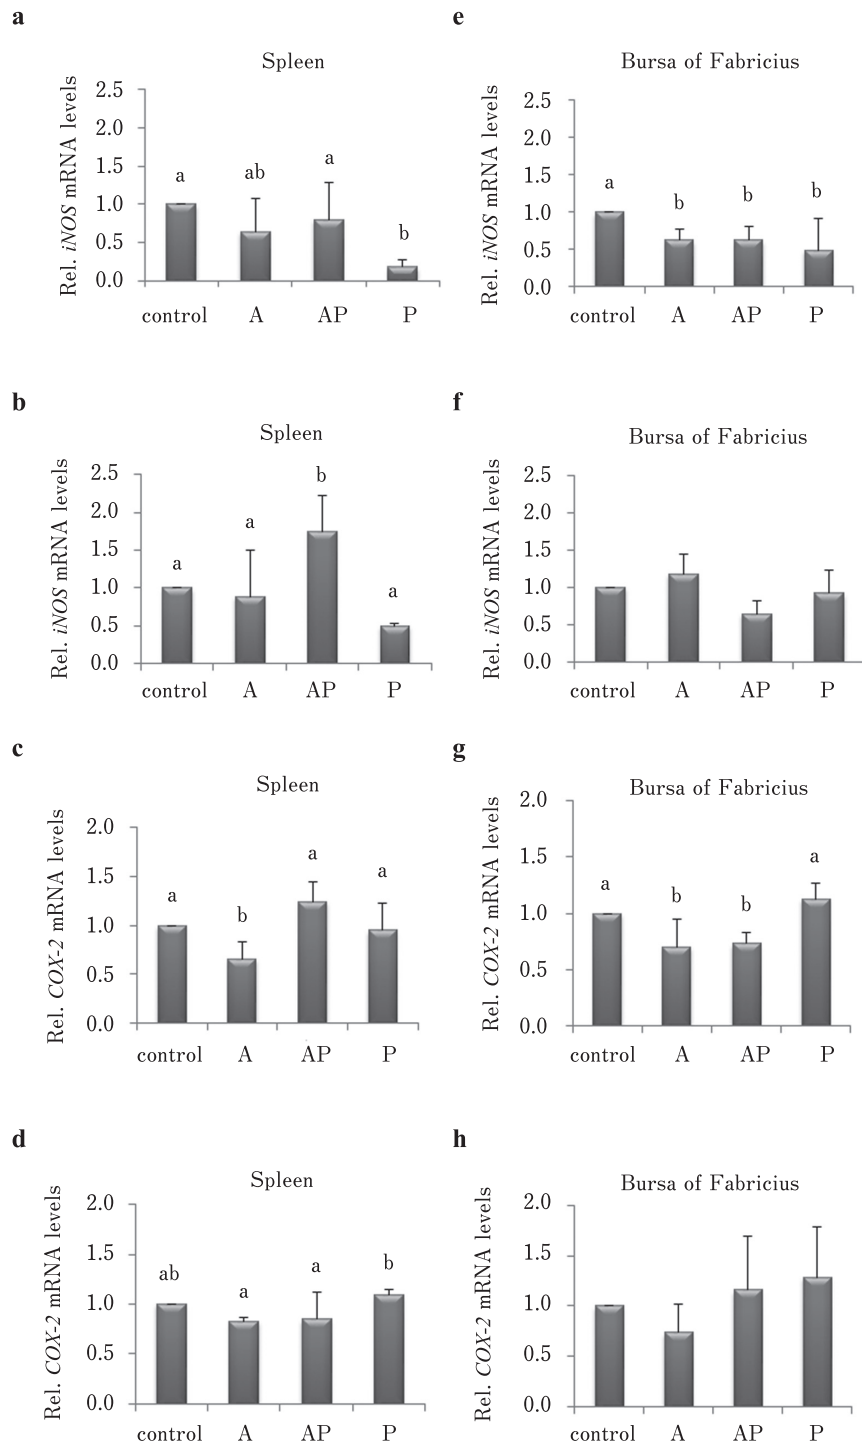 a
Spleen
Rel. iNOS mRNA levels
2.5
2.0
1.5
1.0
0.5
0.0
a
ab
a
b
control A AP P
e
Bursa of Fabricius
Rel. iNOS mRNA levels
2.5
2.0
1.5
1.0
0.5
0.0
a
b
b
b
control A AP P
b
Spleen
Rel. iNOS mRNA levels
2.5
2.0
1.5
1.0
0.5
0.0
a
a
b
a
control A AP P
f
Bursa of Fabricius
Rel. iNOS mRNA levels
2.5
2.0
1.5
1.0
0.5
0.0
control A AP P
c
Spleen
Rel. COX-2 mRNA levels
2.0
1.5
1.0
0.5
0.0
a
b
a
a
control A AP P
g
Bursa of Fabricius
Rel. COX-2 mRNA levels
2.0
1.5
1.0
0.5
0.0
a
b
b
a
control A AP P
d
Spleen
Rel. COX-2 mRNA levels
2.0
1.5
1.0
0.5
0.0
ab
a
a
b
control A AP P
h
Bursa of Fabricius
Rel. COX-2 mRNA levels
2.0
1.5
1.0
0.5
0.0
control A AP P